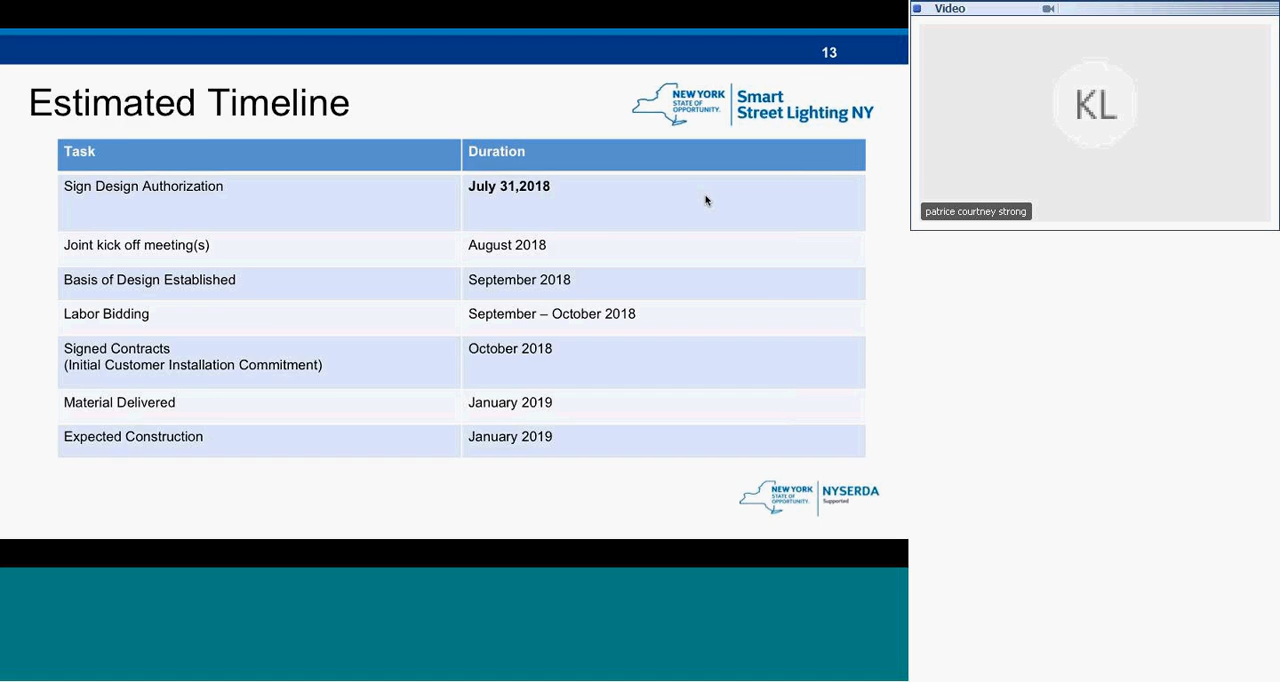 13
Estimated Timeline
NEW YORK
STATE OF
OPPORTUNITY.
Smart
Street Lighting NY
Task Duration
Sign Design Authorization July 31,2018
Joint kick off meeting(s) August 2018
Basis of Design Established September 2018
Labor Bidding September – October 2018
Signed Contracts October 2018
(Initial Customer Installation Commitment)
Material Delivered January 2019
Expected Construction January 2019
NEW YORK
STATE OF
OPPORTUNITY.
NYSERDA
Supported
Video
KL
patrice courtney strong